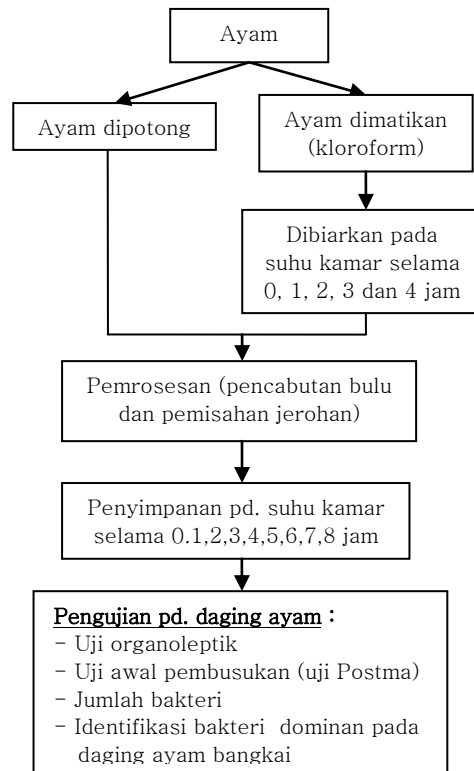 Ayam
Ayam dipotong
Ayam dimatikan
(kloroform)
Dibiarkan pada
suhu kamar selama
0, 1, 2, 3 dan 4 jam
Pemrosesan (pencabutan bulu
dan pemisahan jerohan)
Penyimpanan pd. suhu kamar
selama 0.1,2,3,4,5,6,7,8 jam
Pengujian pd. daging ayam :
- Uji organoleptik
- Uji awal pembusukan (uji Postma)
- Jumlah bakteri
- Identifikasi bakteri dominan pada
daging ayam bangkai